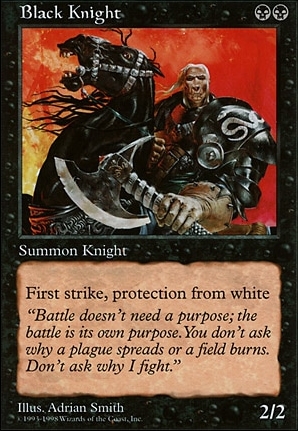 Black Knight
Summon Knight
First strike, protection from white
“Battle doesn't need a purpose; the
battle is its own purpose. You don't ask
why a plague spreads or a field burns.
Don't ask why I fight.”
Illus. Adrian Smith
© 1993-1998 Wizards of the Coast, Inc.
2/2